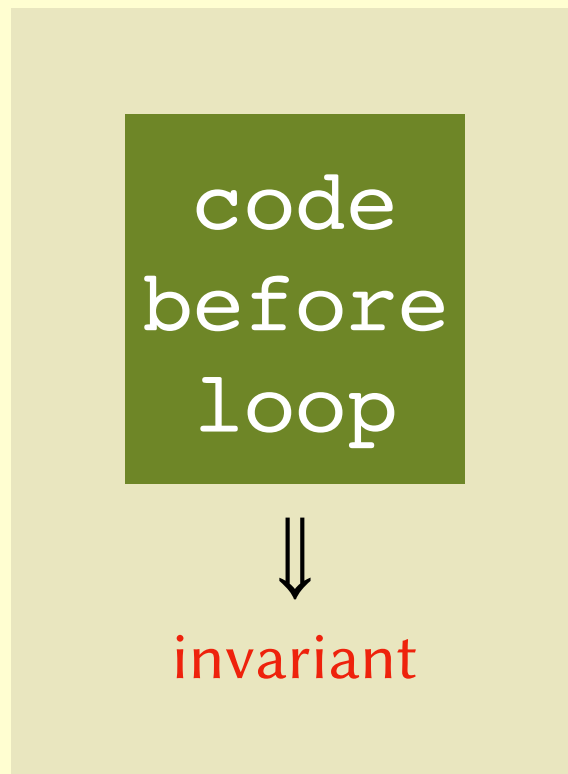 code
before
loop
⇓
invariant